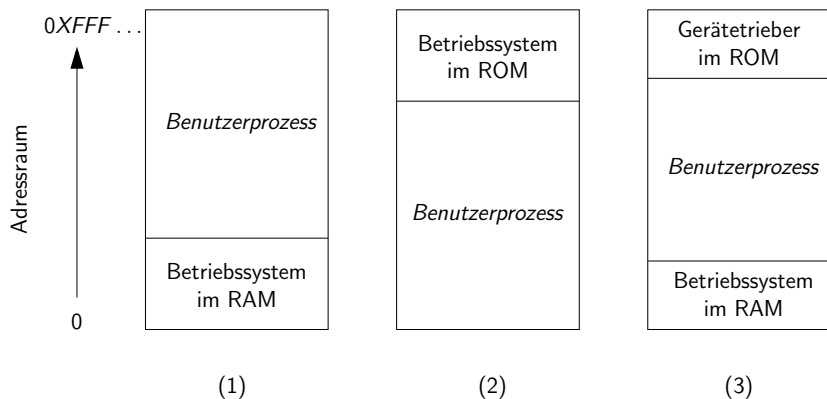 0XFFF ...
Adressraum
0
Benutzerprozess
Betriebssystem
im RAM
(1)
Betriebssystem
im ROM
Benutzerprozess
(2)
Gerätetrieber
im ROM
Benutzerprozess
Betriebssystem
im RAM
(3)